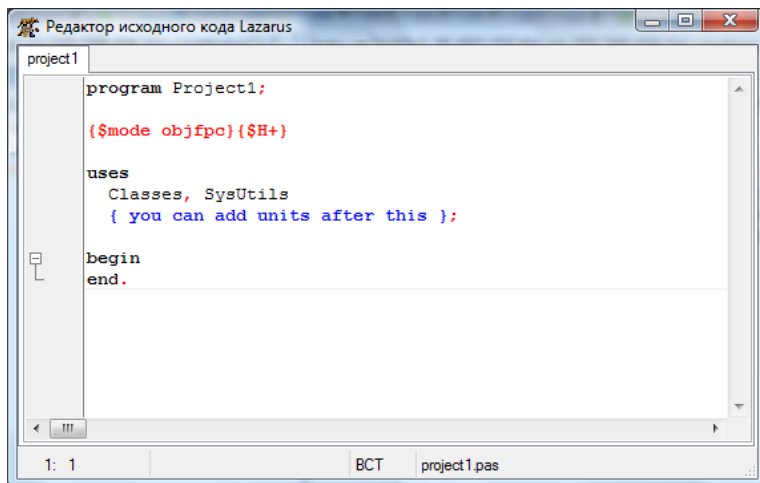 Редактор исходного кода Lazarus
project1
program Project1;
{$mode objfpc}{$H+}
uses
Classes, SysUtils
{ you can add units after this };
begin
end.
1: 1 ВСТ project1.pas